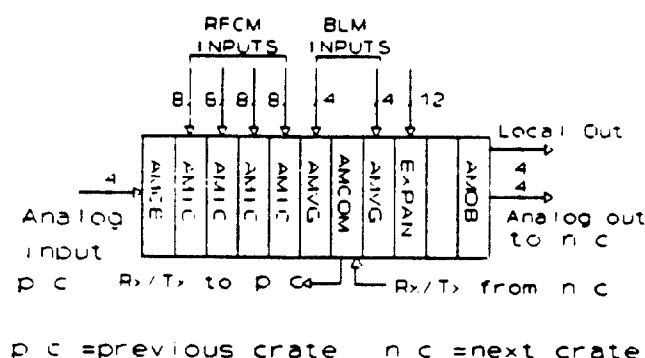 RFCM BLM
INPUTS INPUTS
8 6 8 8 4 4 12
Local Out
4 AMCE AMIC AMIC AMIC AMIC AMVG AMCOM AMVG ExPAN AMOB 4
4
Analog Analog out
input to n c
p c Rx/Tx to p c Rx/Tx from n c
p c =previous crate n c =next crate